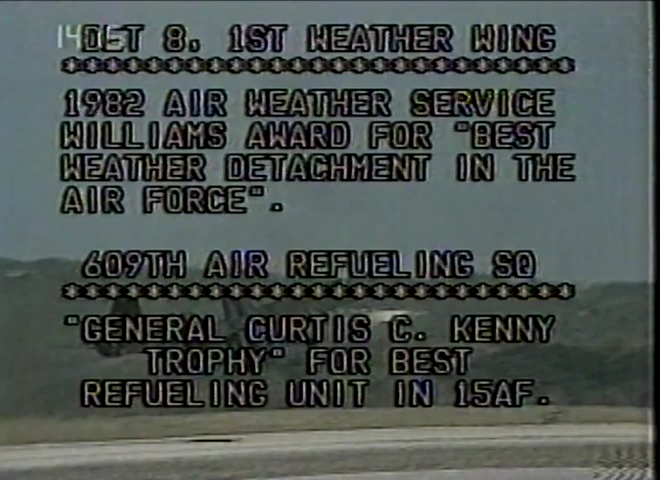 DET 8. 1ST WEATHER WING
*************************
1982 AIR WEATHER SERVICE
WILLIAMS AWARD FOR "BEST
WEATHER DETACHMENT IN THE
AIR FORCE".
609TH AIR REFUELING SQ
*************************
"GENERAL CURTIS C. KENNY
TROPHY" FOR BEST
REFUELING UNIT IN 15AF.